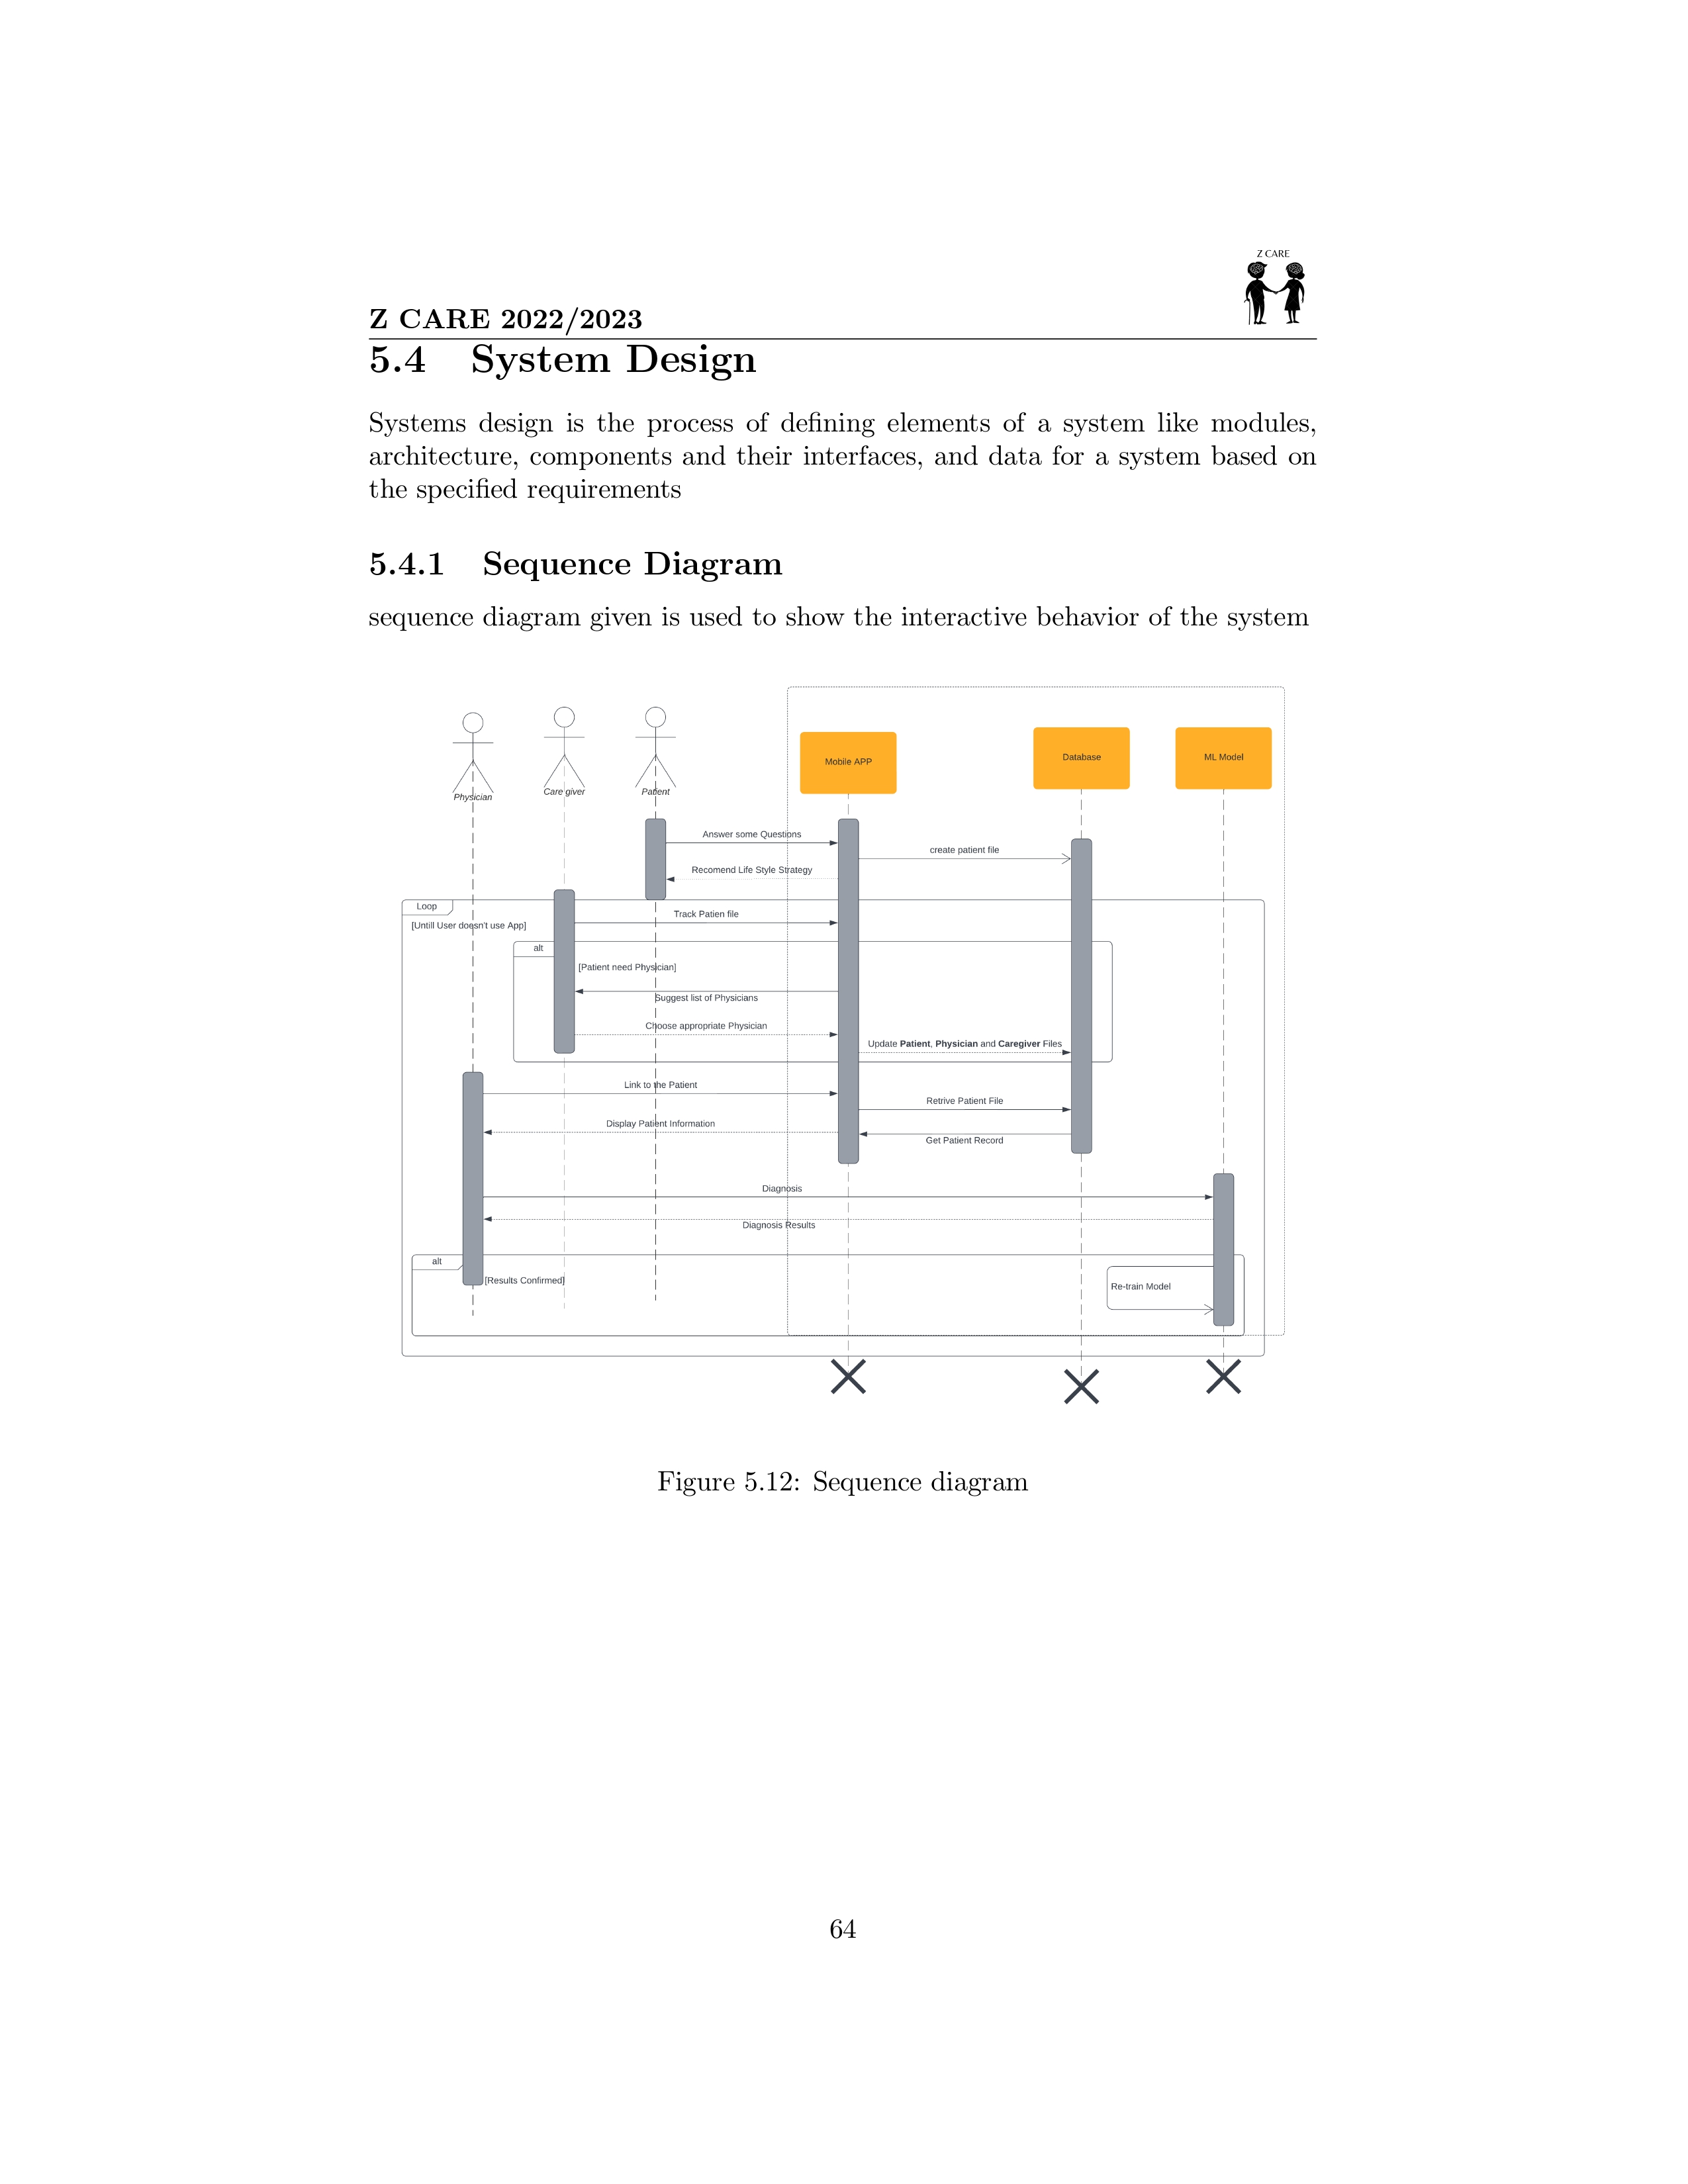 Z CARE
Z CARE 2022/2023
5.4 System Design
Systems design is the process of defining elements of a system like modules,
architecture, components and their interfaces, and data for a system based on
the specified requirements
5.4.1 Sequence Diagram
sequence diagram given is used to show the interactive behavior of the system
Physician
Care giver
Patient
Mobile APP
Database
ML Model
Answer some Questions
create patient file
Recomend Life Style Strategy
Loop
Track Patien file
[Untill User doesn't use App]
alt
[Patient need Physician]
Suggest list of Physicians
Choose appropriate Physician
Update Patient, Physician and Caregiver Files
Link to the Patient
Retrive Patient File
Display Patient Information
Get Patient Record
Diagnosis
Diagnosis Results
alt
[Results Confirmed]
Re-train Model
Figure 5.12: Sequence diagram
64